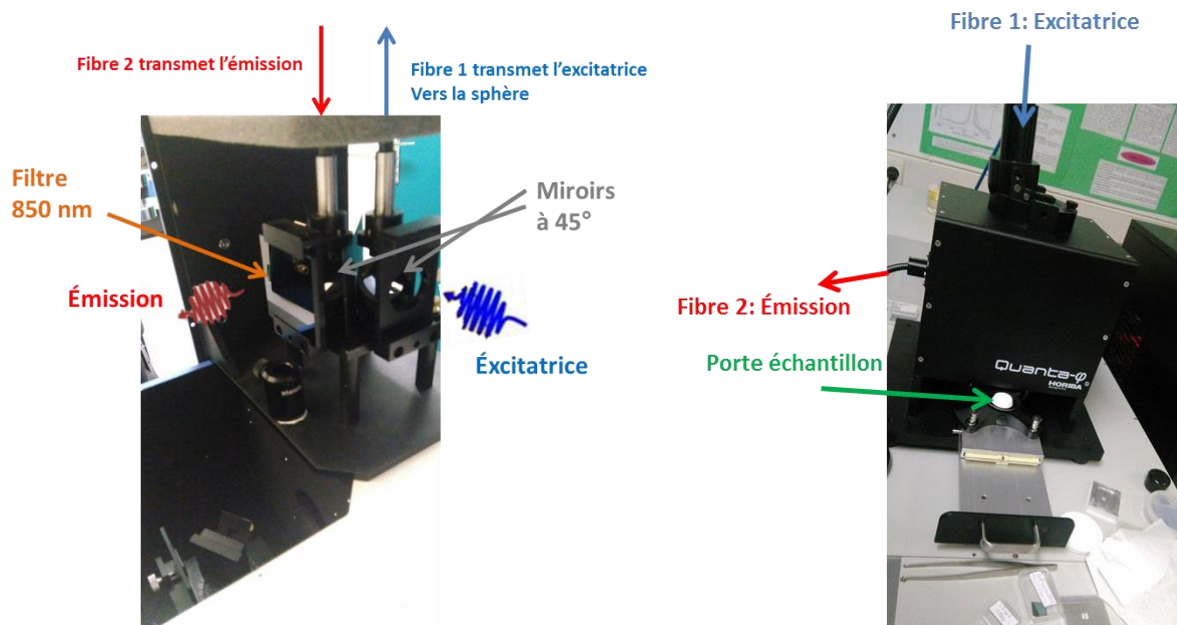 Fibre 2 transmet l'émission
Fibre 1 transmet l'excitatrice
Vers la sphère
Filtre
850 nm
Miroirs
à 45°
Émission
Éxcitatrice
Fibre 1: Excitatrice
Fibre 2: Émission
Porte échantillon
Quanta-φ
HORIBA